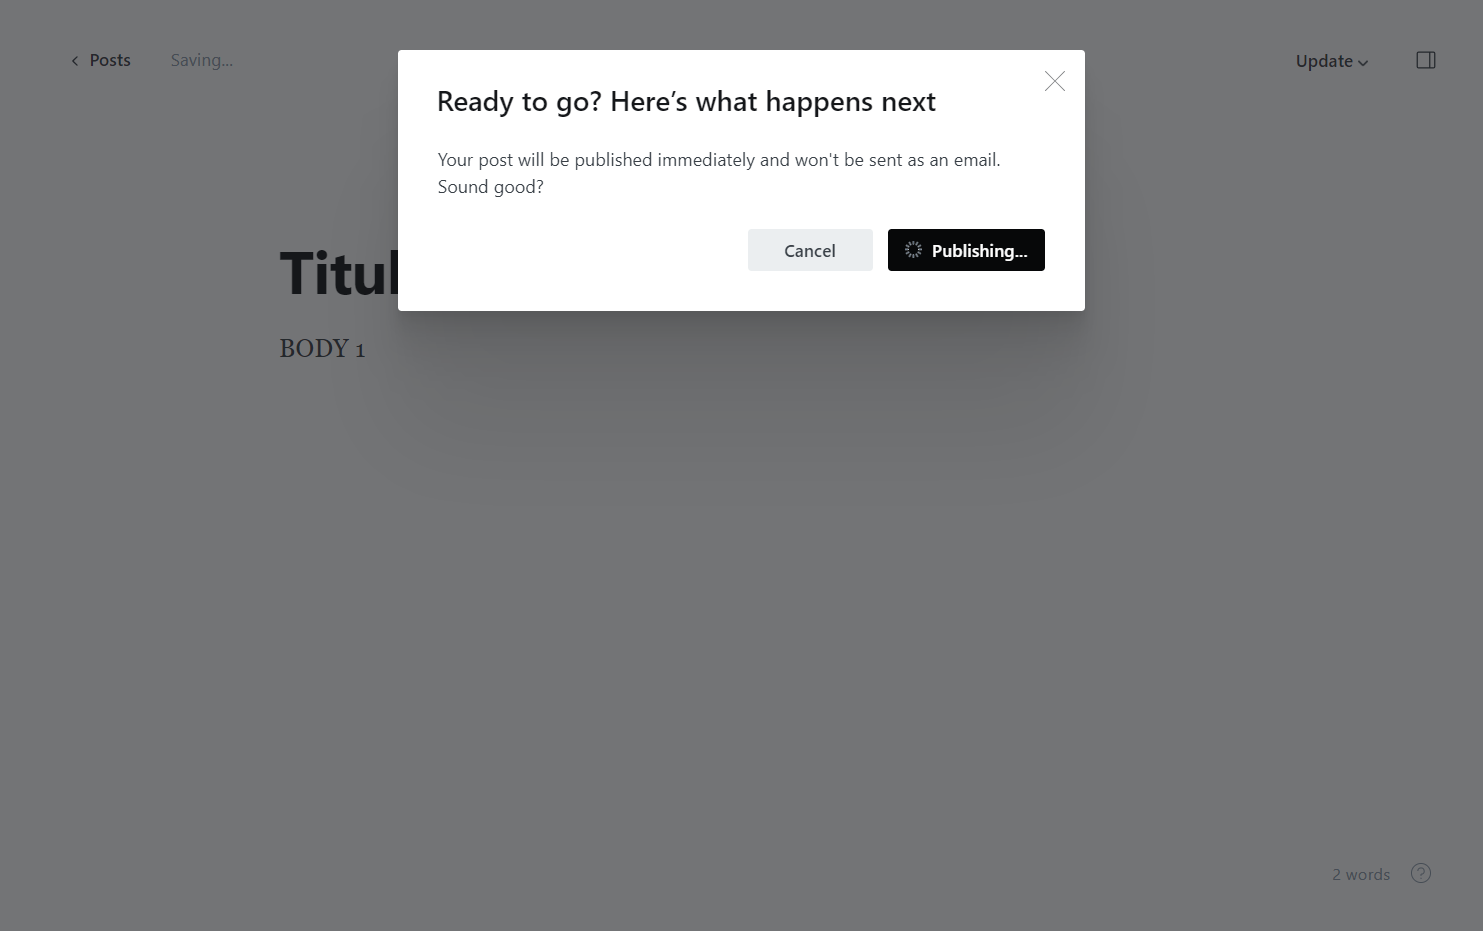 Posts
Saving...
Update
Ready to go? Here’s what happens next
Your post will be published immediately and won't be sent as an email.
Sound good?
Cancel
Publishing...
BODY 1
2 words
?